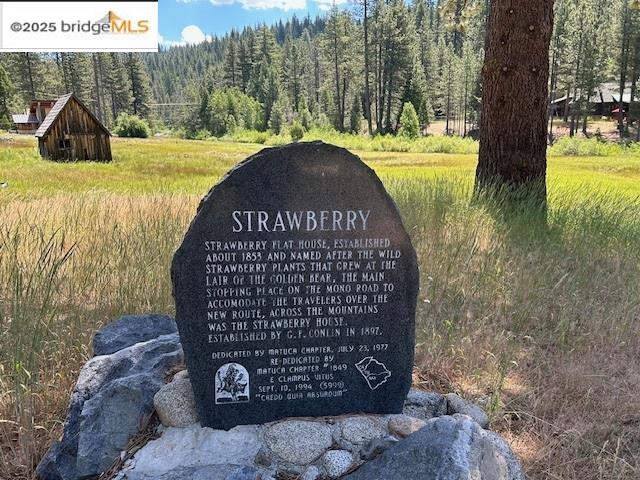 ©2025 bridgeMLS
STRAWBERRY
STRAWBERRY FLAT HOUSE, ESTABLISHED
ABOUT 1853 AND NAMED AFTER THE WILD
STRAWBERRY PLANTS THAT GREW AT THE
LAIR OF THE GOLDEN BEAR, THE MAIN
STOPPING PLACE ON THE MONO ROAD TO
ACCOMODATE THE TRAVELERS OVER THE
NEW ROUTE, ACROSS THE MOUNTAINS
WAS THE STRAWBERRY HOUSE.
ESTABLISHED BY G.F. CONLIN IN 1897.
DEDICATED BY MATUCA CHAPTER, JULY 23, 1977
RE-DEDICATED BY
MATUCA CHAPTER #1849
E CLAMPUS VITUS
SEPT. 10, 1994 (5999)
"CREDO QUIA ABSURDUM"